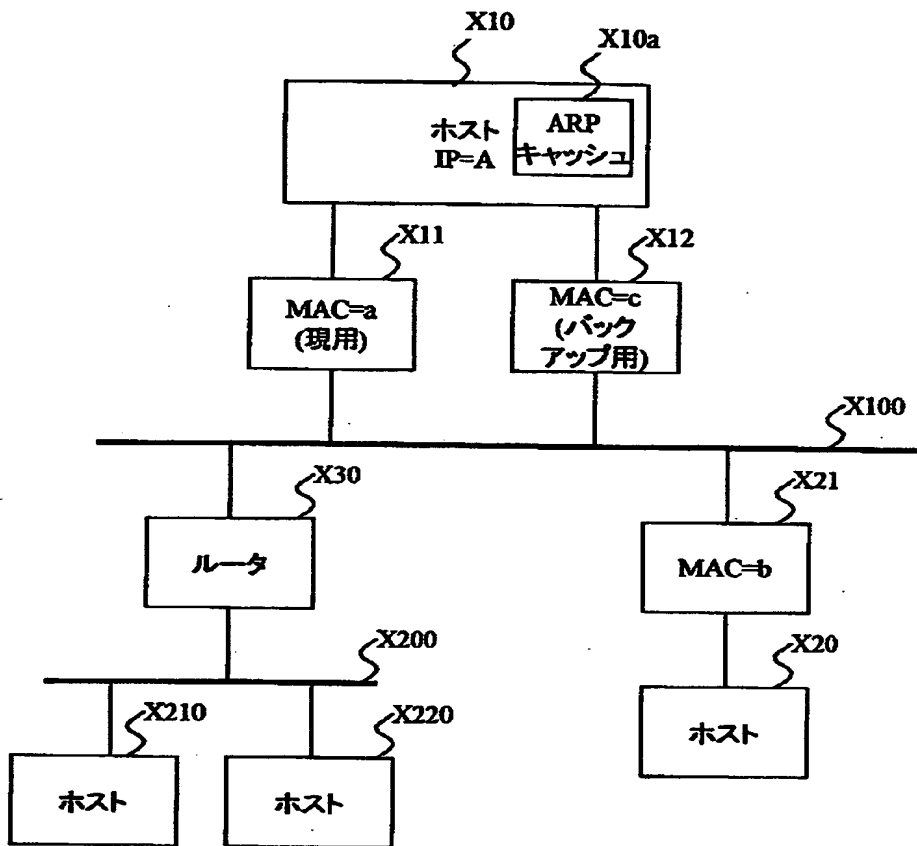 X10
X10a
ホスト
IP=A
ARP
キャッシュ
X11
X12
MAC=a
(現用)
MAC=c
(バック
アップ用)
X100
X30
X21
ルータ
MAC=b
X200
X20
X210
X220
ホスト
ホスト
ホスト